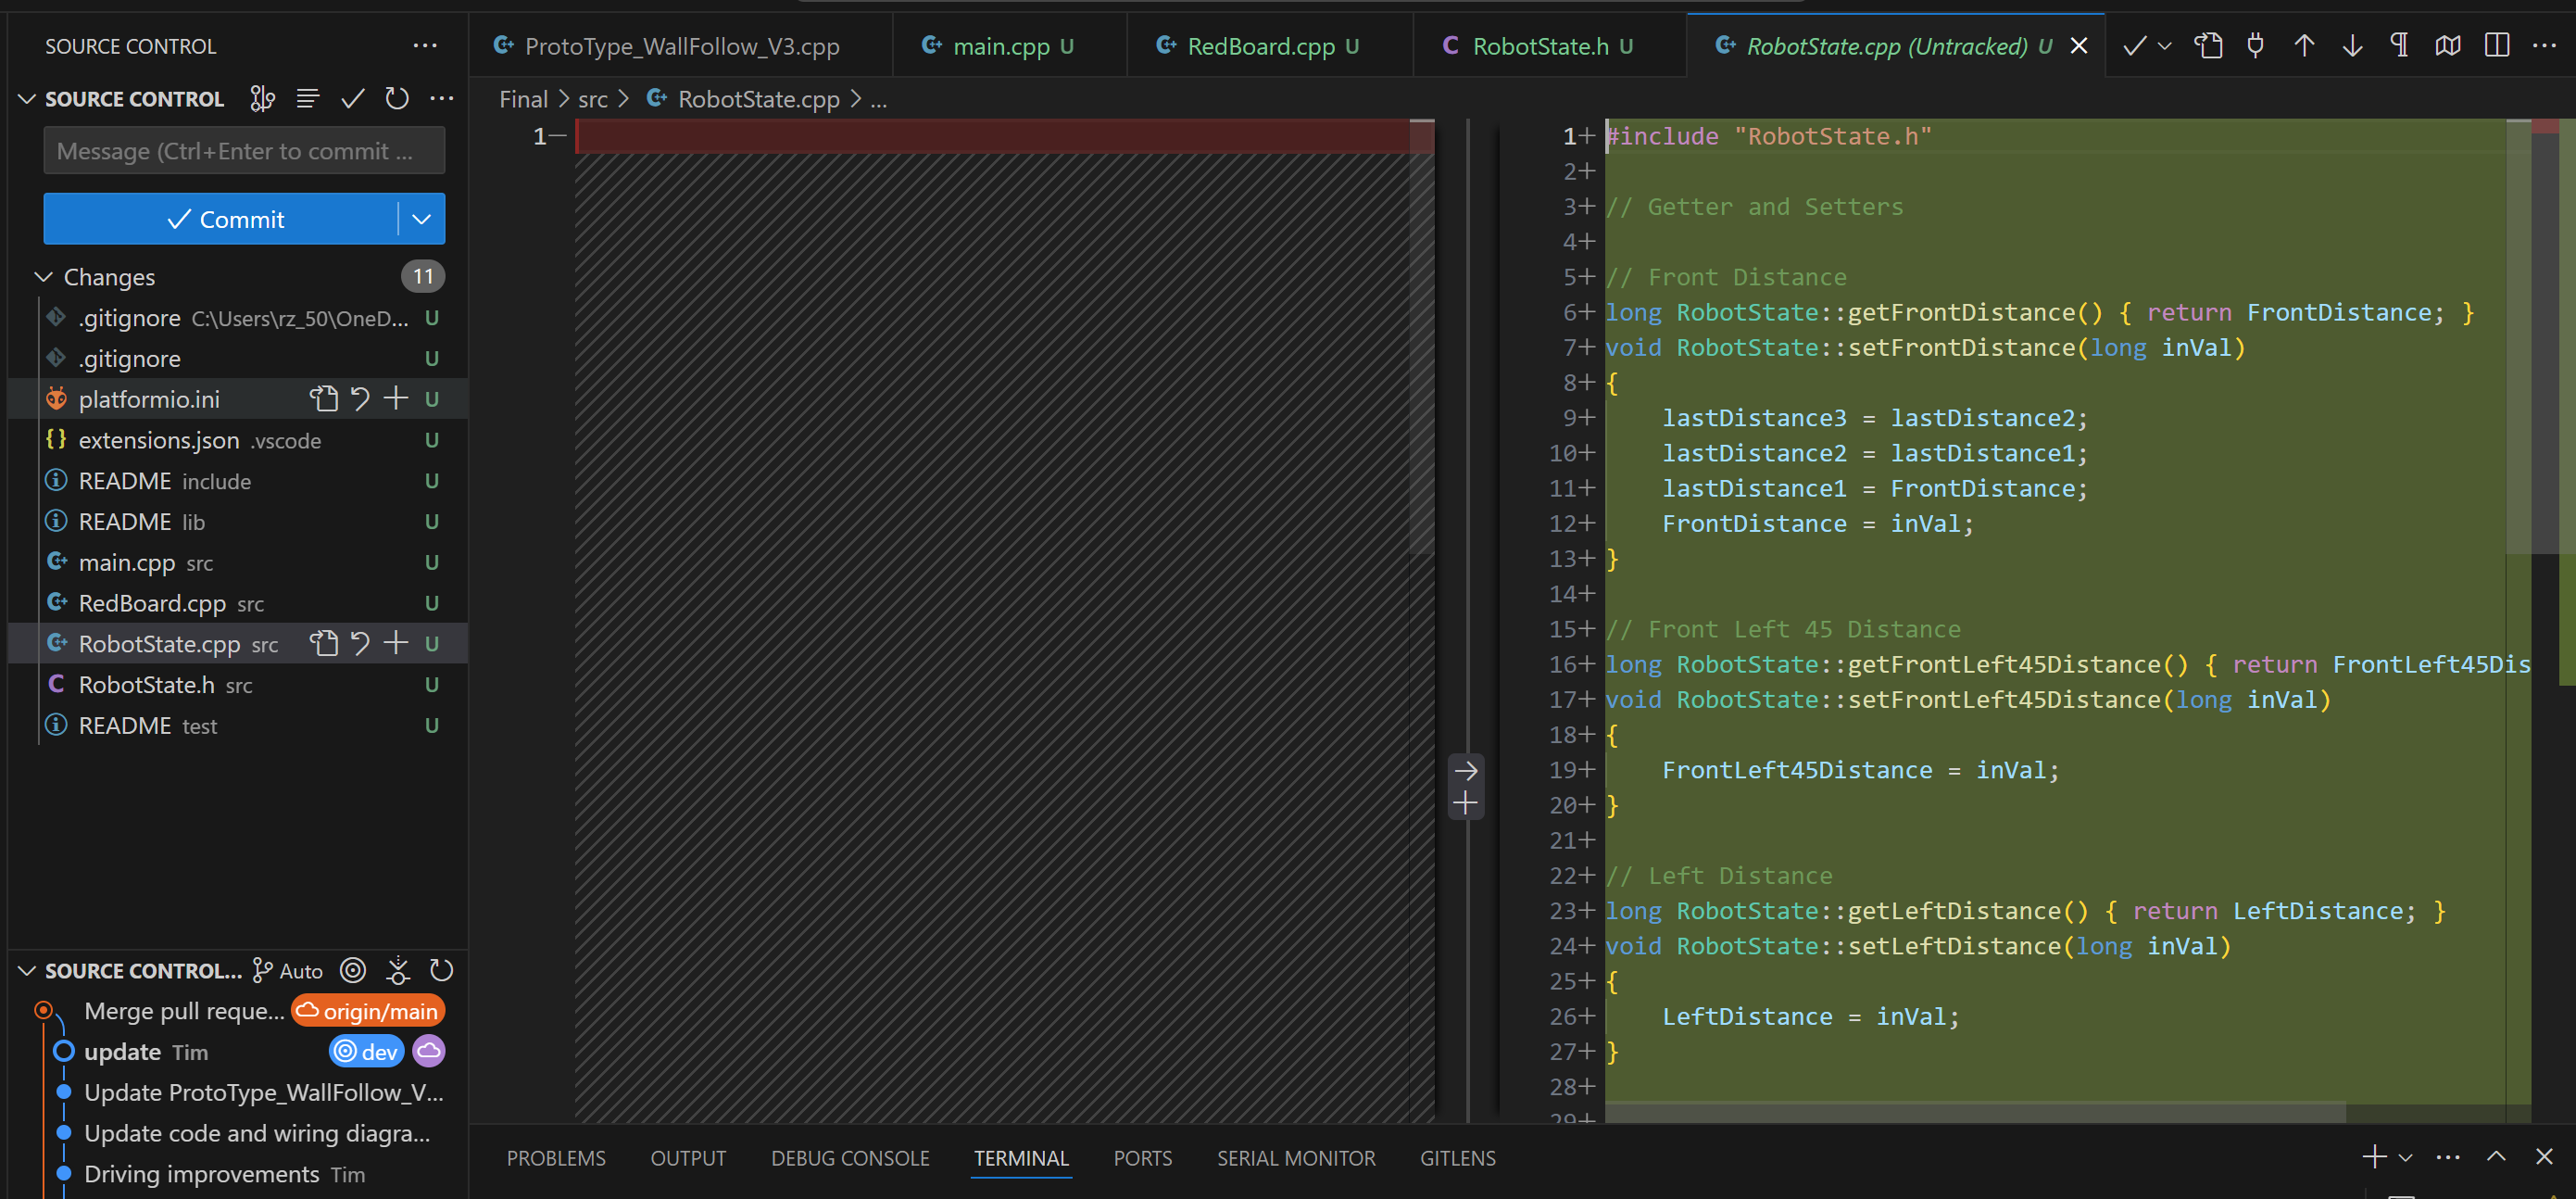 SOURCE CONTROL
SOURCE CONTROL
Message (Ctrl+Enter to commit ...
Commit
Changes 11
.gitignore C:\Users\rz_50\OneD... U
.gitignore U
platformio.ini U
extensions.json .vscode U
README include U
README lib U
main.cpp src U
RedBoard.cpp src U
RobotState.cpp src U
RobotState.h src U
README test U
SOURCE CONTROL... Auto
Merge pull reque... origin/main
update Tim dev
Update ProtoType_WallFollow_V...
Update code and wiring diagra...
Driving improvements Tim
ProtoType_WallFollow_V3.cpp
main.cpp U
RedBoard.cpp U
RobotState.h U
RobotState.cpp (Untracked) U
Final > src > RobotState.cpp > ...
1—
1+ #include "RobotState.h"
2+
3+ // Getter and Setters
4+
5+ // Front Distance
6+ long RobotState::getFrontDistance() { return FrontDistance; }
7+ void RobotState::setFrontDistance(long inVal)
8+ {
9+ lastDistance3 = lastDistance2;
10+ lastDistance2 = lastDistance1;
11+ lastDistance1 = FrontDistance;
12+ FrontDistance = inVal;
13+ }
14+
15+ // Front Left 45 Distance
16+ long RobotState::getFrontLeft45Distance() { return FrontLeft45Dis
17+ void RobotState::setFrontLeft45Distance(long inVal)
18+ {
19+ FrontLeft45Distance = inVal;
20+ }
21+
22+ // Left Distance
23+ long RobotState::getLeftDistance() { return LeftDistance; }
24+ void RobotState::setLeftDistance(long inVal)
25+ {
26+ LeftDistance = inVal;
27+ }
28+
29+
PROBLEMS OUTPUT DEBUG CONSOLE TERMINAL PORTS SERIAL MONITOR GITLENS